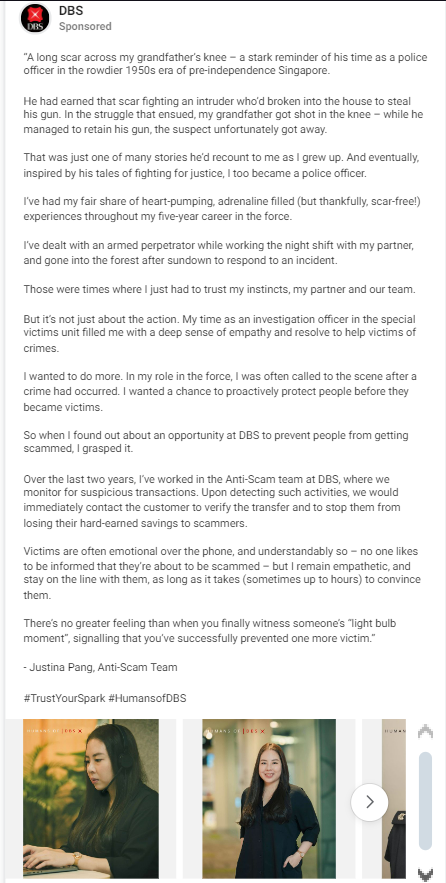 DBS
DBS
Sponsored
“A long scar across my grandfather’s knee – a stark reminder of his time as a police
officer in the rowdier 1950s era of pre-independence Singapore.
He had earned that scar fighting an intruder who’d broken into the house to steal
his gun. In the struggle that ensued, my grandfather got shot in the knee – while he
managed to retain his gun, the suspect unfortunately got away.
That was just one of many stories he’d recount to me as I grew up. And eventually,
inspired by his tales of fighting for justice, I too became a police officer.
I’ve had my fair share of heart-pumping, adrenaline filled (but thankfully, scar-free!)
experiences throughout my five-year career in the force.
I’ve dealt with an armed perpetrator while working the night shift with my partner,
and gone into the forest after sundown to respond to an incident.
Those were times where I just had to trust my instincts, my partner and our team.
But it’s not just about the action. My time as an investigation officer in the special
victims unit filled me with a deep sense of empathy and resolve to help victims of
crimes.
I wanted to do more. In my role in the force, I was often called to the scene after a
crime had occurred. I wanted a chance to proactively protect people before they
became victims.
So when I found out about an opportunity at DBS to prevent people from getting
scammed, I grasped it.
Over the last two years, I’ve worked in the Anti-Scam team at DBS, where we
monitor for suspicious transactions. Upon detecting such activities, we would
immediately contact the customer to verify the transfer and to stop them from
losing their hard-earned savings to scammers.
Victims are often emotional over the phone, and understandably so – no one likes
to be informed that they’re about to be scammed – but I remain empathetic, and
stay on the line with them, as long as it takes (sometimes up to hours) to convince
them.
There’s no greater feeling than when you finally witness someone’s “light bulb
moment”, signalling that you’ve successfully prevented one more victim.”
- Justina Pang, Anti-Scam Team
#TrustYourSpark #HumansofDBS
HUMANS OF | DBS
HUMANS OF | DBS
HUMAN